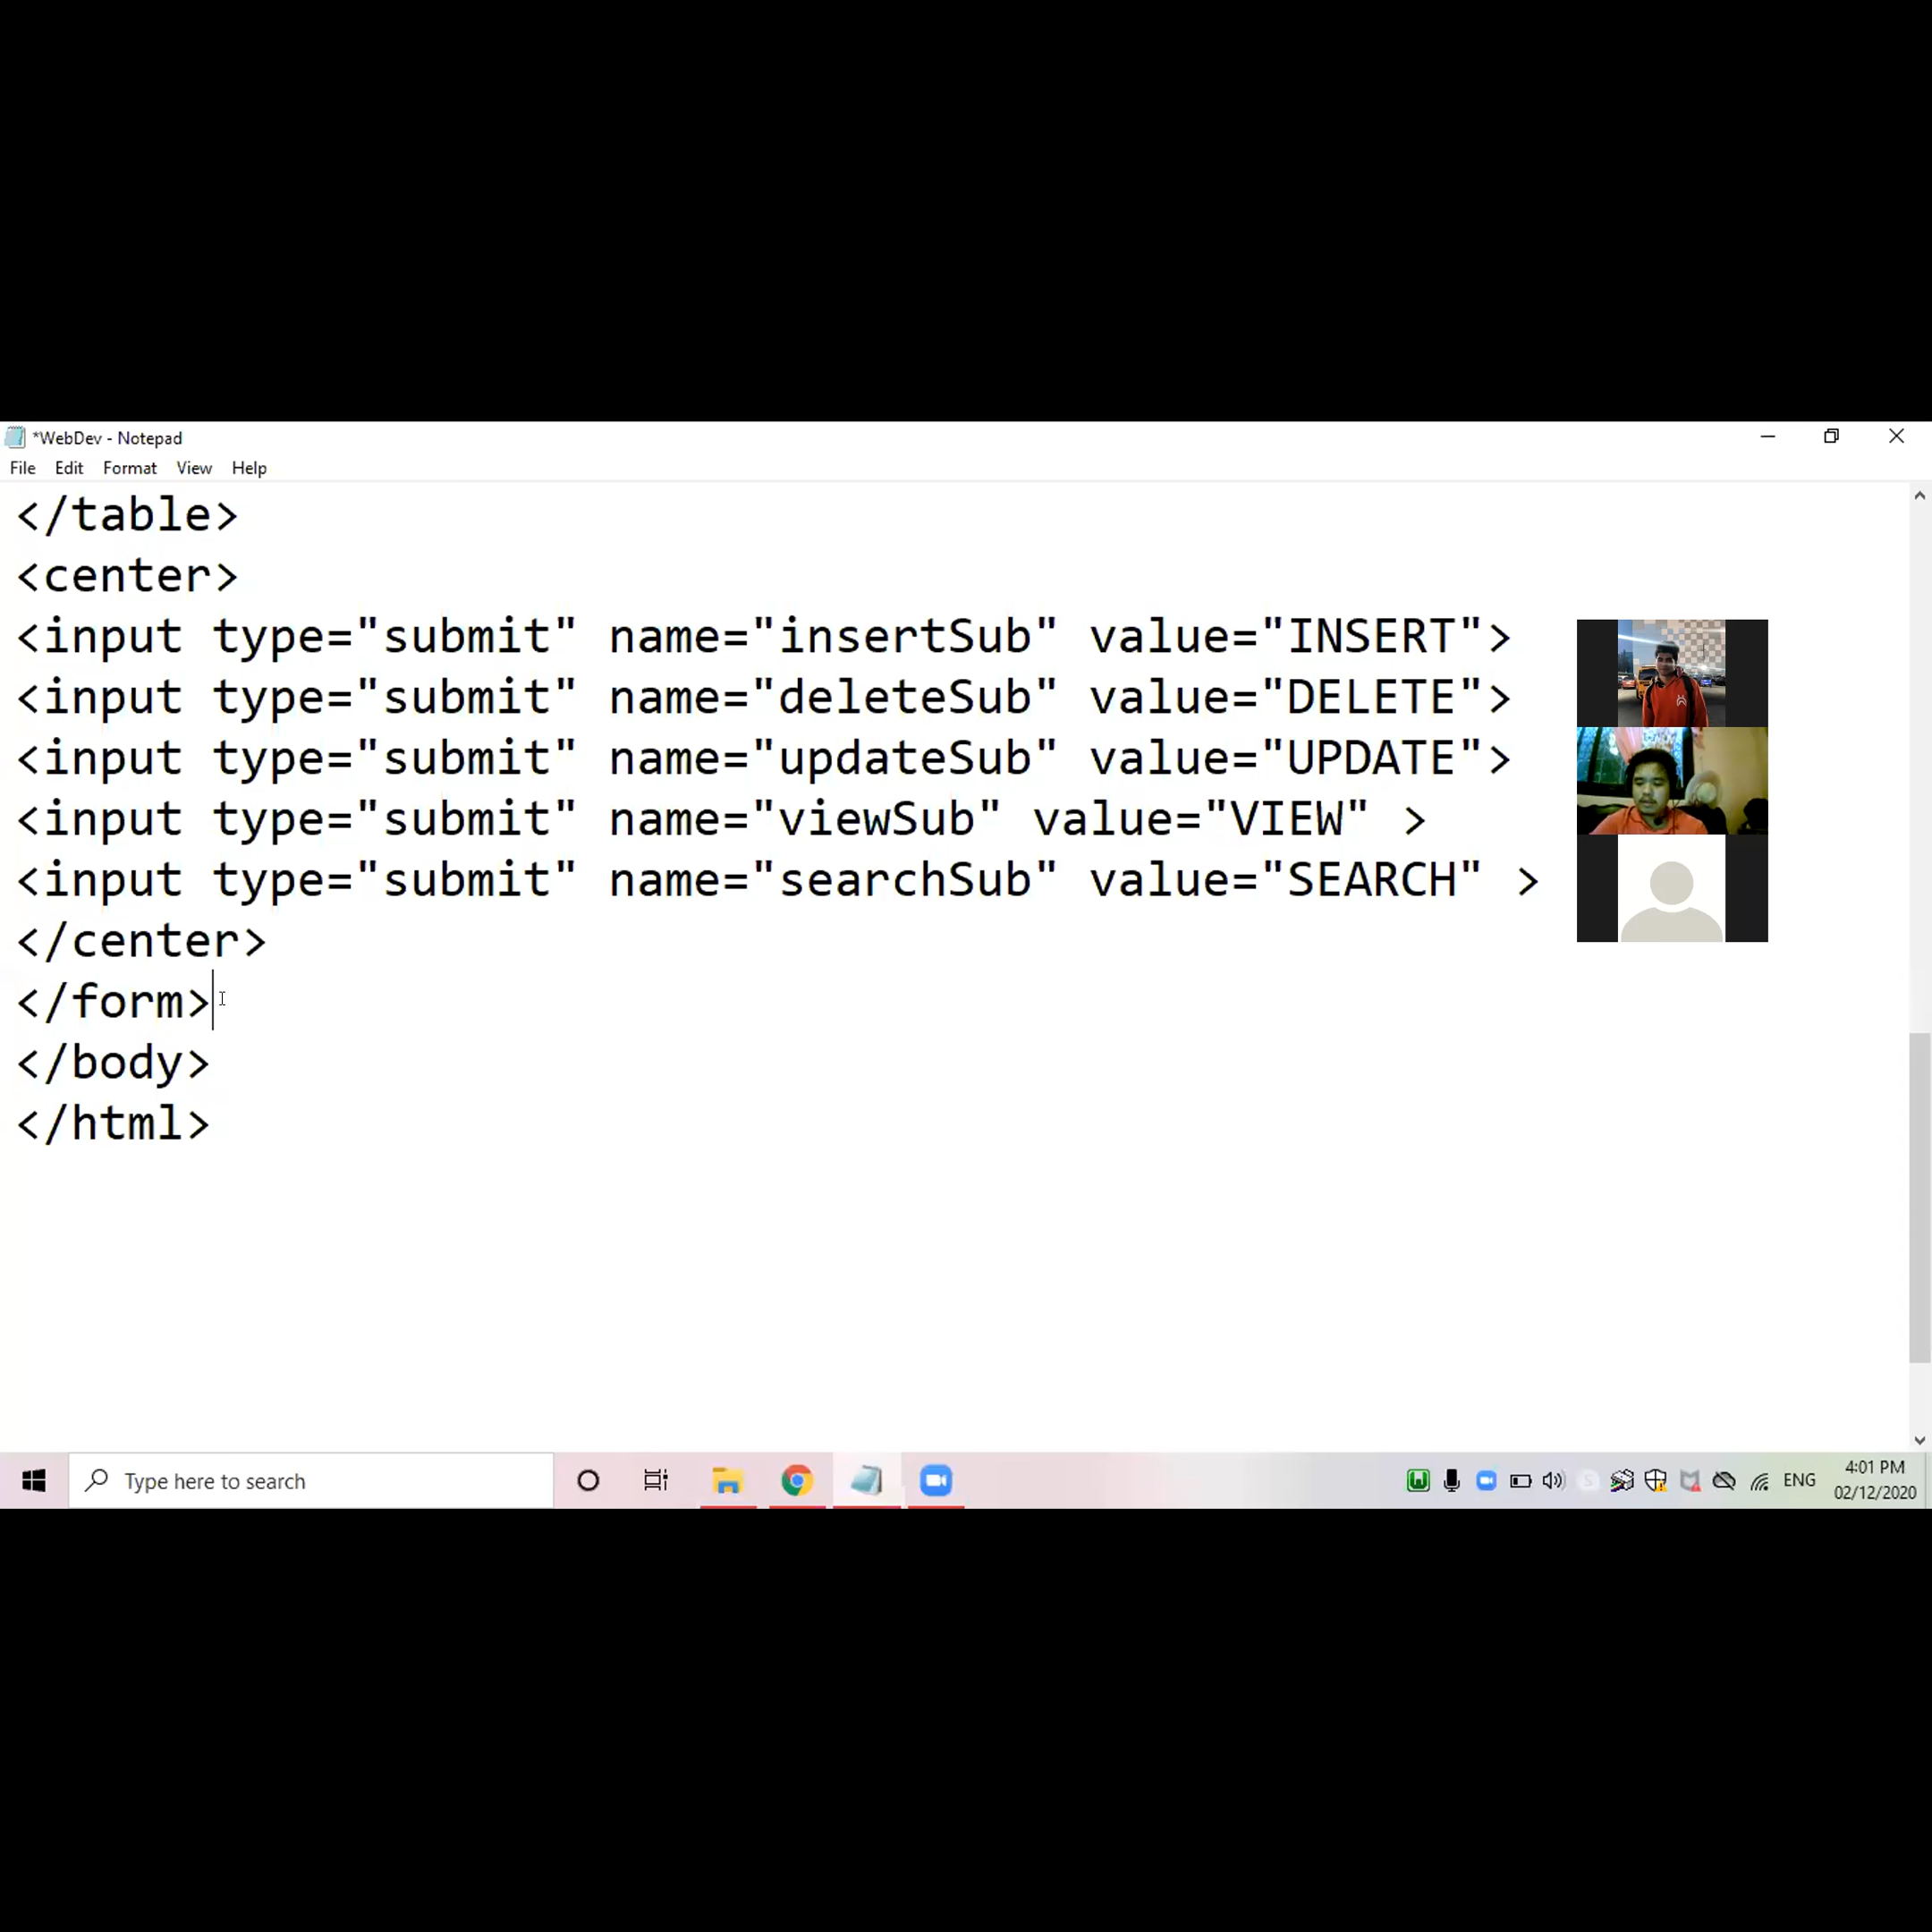 *WebDev - Notepad
File Edit Format View Help
</table>
<center>
<input type="submit" name="insertSub" value="INSERT">
<input type="submit" name="deleteSub" value="DELETE">
<input type="submit" name="updateSub" value="UPDATE">
<input type="submit" name="viewSub" value="VIEW" >
<input type="submit" name="searchSub" value="SEARCH" >
</center>
</form>
</body>
</html>
Type here to search
ENG
4:01 PM
02/12/2020